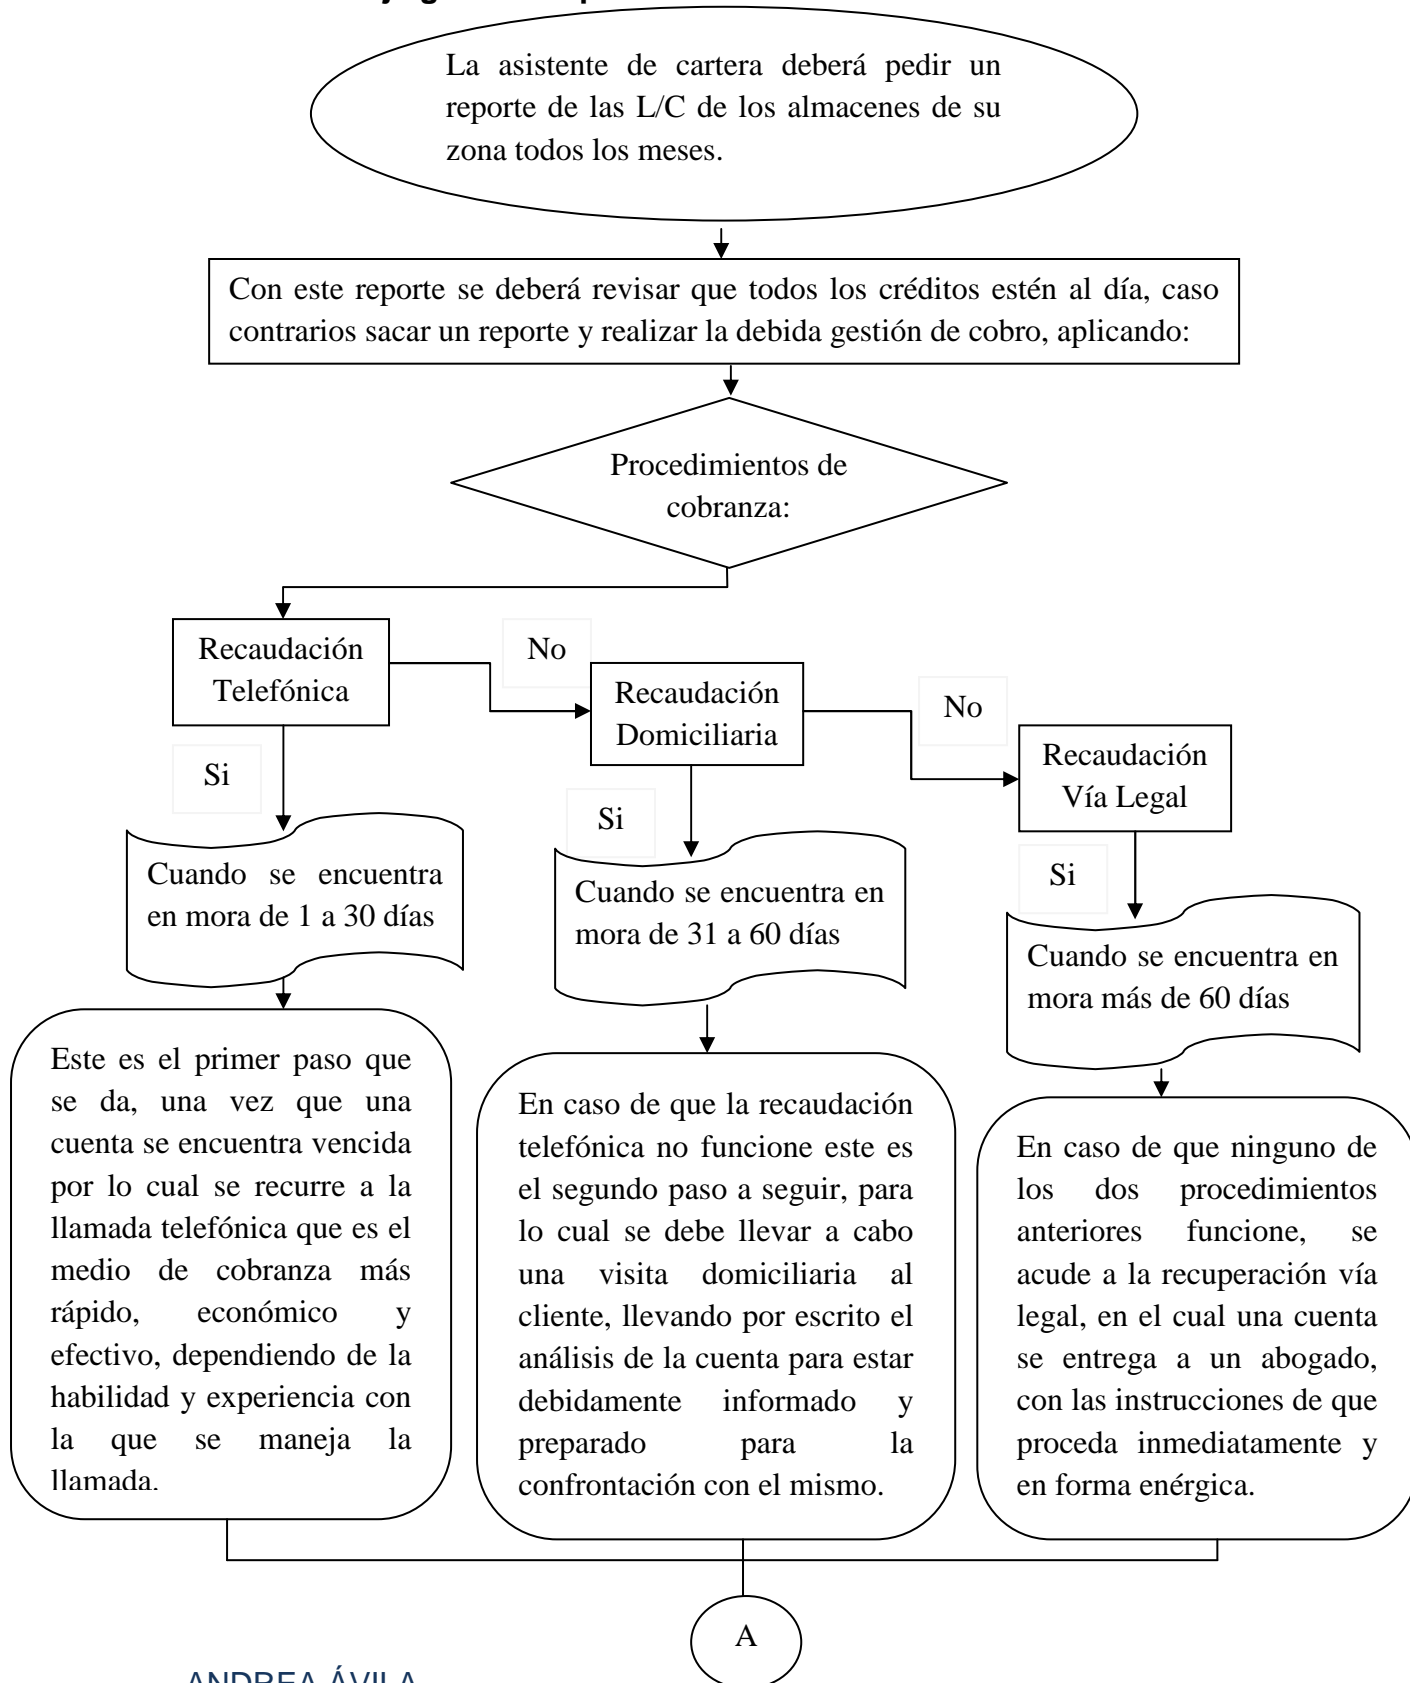 La asistente de cartera deberá pedir un
reporte de las L/C de los almacenes de su
zona todos los meses.
Con este reporte se deberá revisar que todos los créditos estén al día, caso
contrarios sacar un reporte y realizar la debida gestión de cobro, aplicando:
Procedimientos de
cobranza:
Recaudación
Telefónica
No
Recaudación
Domiciliaria
No
Recaudación
Vía Legal
Si
Si
Si
Cuando se encuentra
en mora de 1 a 30 días
Cuando se encuentra en
mora de 31 a 60 días
Cuando se encuentra en
mora más de 60 días
Este es el primer paso que
se da, una vez que una
cuenta se encuentra vencida
por lo cual se recurre a la
llamada telefónica que es el
medio de cobranza más
rápido, económico y
efectivo, dependiendo de la
habilidad y experiencia con
la que se maneja la
llamada.
En caso de que la recaudación
telefónica no funcione este es
el segundo paso a seguir, para
lo cual se debe llevar a cabo
una visita domiciliaria al
cliente, llevando por escrito el
análisis de la cuenta para estar
debidamente informado y
preparado para la
confrontación con el mismo.
En caso de que ninguno de
los dos procedimientos
anteriores funcione, se
acude a la recuperación vía
legal, en el cual una cuenta
se entrega a un abogado,
con las instrucciones de que
proceda inmediatamente y
en forma enérgica.
A
ANDREA ÁVILA